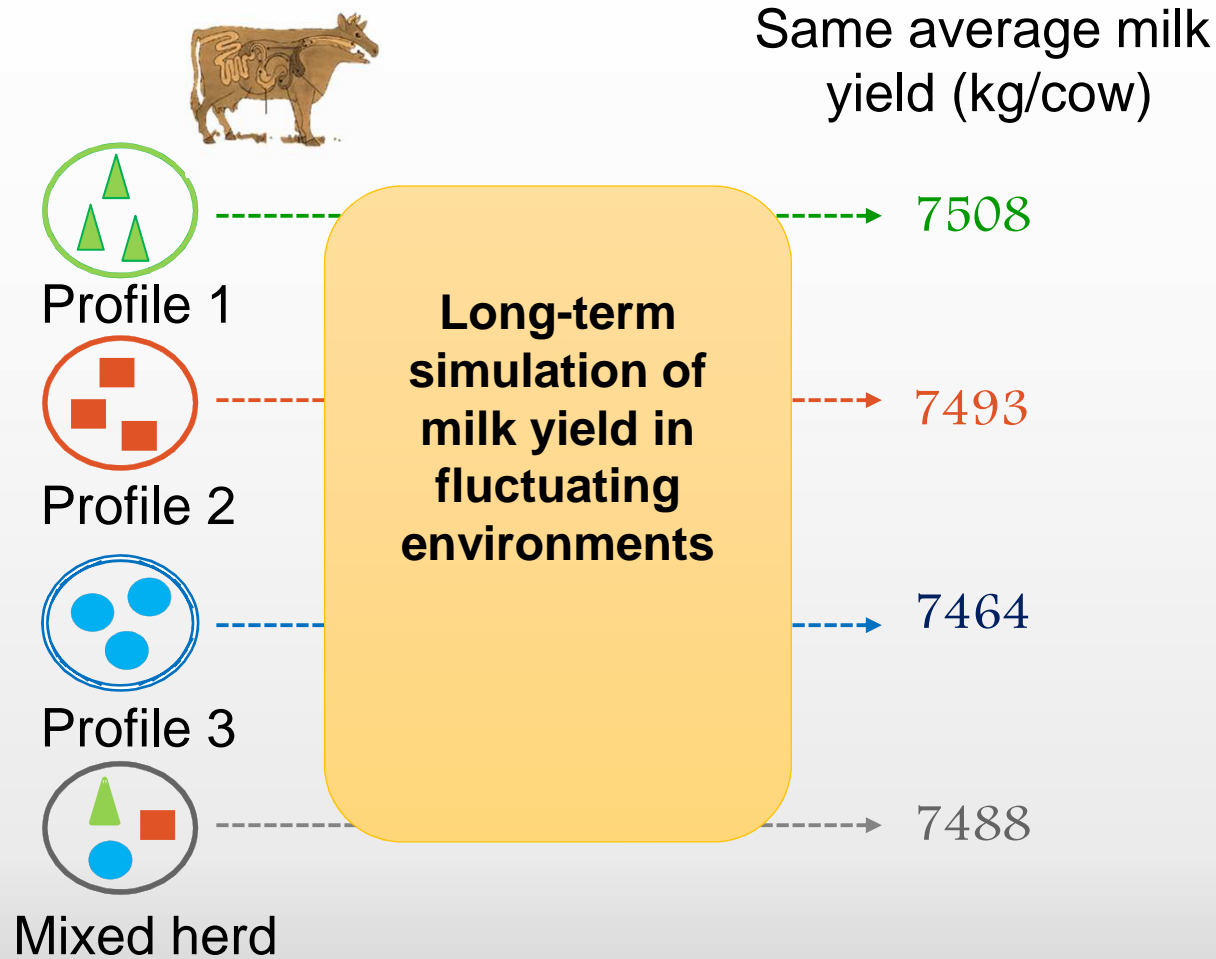 Same average milk
yield (kg/cow)
7508
Profile 1
Long-term
simulation of
milk yield in
fluctuating
environments
7493
Profile 2
7464
Profile 3
7488
Mixed herd